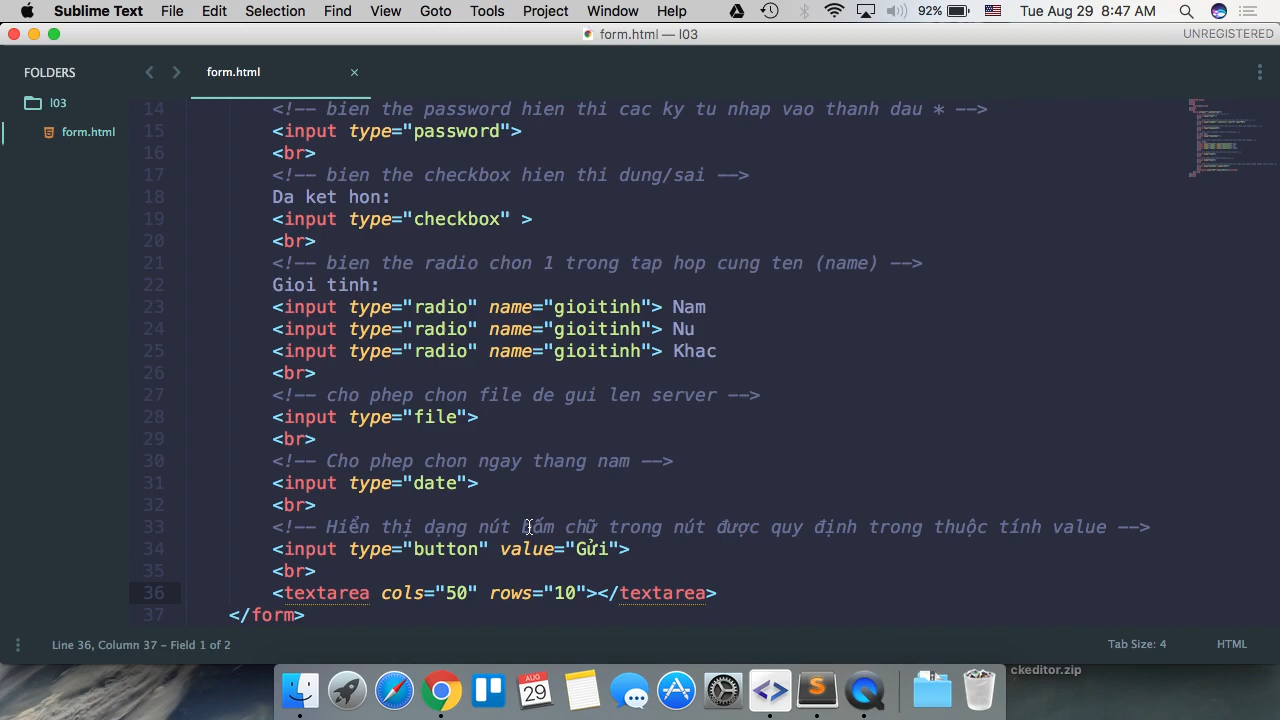 Sublime Text File Edit Selection Find View Goto Tools Project Window Help 92% Tue Aug 29 8:47 AM
form.html — l03 UNREGISTERED
FOLDERS
l03
form.html
form.html ×
14 <!-- bien the password hien thi cac ky tu nhap vao thanh dau * -->
15 <input type="password">
16 <br>
17 <!-- bien the checkbox hien thi dung/sai -->
18 Da ket hon:
19 <input type="checkbox" >
20 <br>
21 <!-- bien the radio chon 1 trong tap hop cung ten (name) -->
22 Gioi tinh:
23 <input type="radio" name="gioitinh"> Nam
24 <input type="radio" name="gioitinh"> Nu
25 <input type="radio" name="gioitinh"> Khac
26 <br>
27 <!-- cho phep chon file de gui len server -->
28 <input type="file">
29 <br>
30 <!-- Cho phep chon ngay thang nam -->
31 <input type="date">
32 <br>
33 <!-- Hiển thị dạng nút bấm chữ trong nút được quy định trong thuộc tính value -->
34 <input type="button" value="Gửi">
35 <br>
36 <textarea cols="50" rows="10"></textarea>
37 </form>
Line 36, Column 37 – Field 1 of 2 Tab Size: 4 HTML
ckeditor.zip
AUG
29